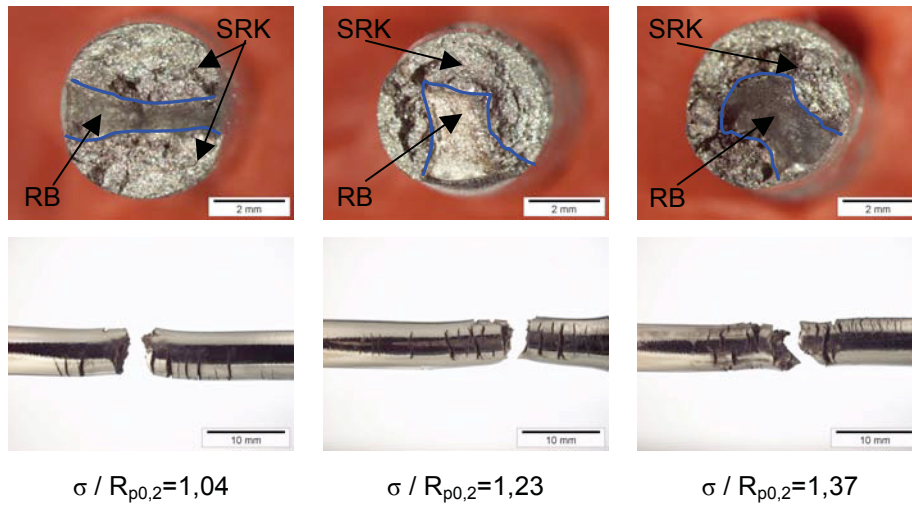 SRK
SRK
SRK
RB
RB
RB
2 mm
2 mm
2 mm
10 mm
10 mm
10 mm
σ / Rp0,2=1,04
σ / Rp0,2=1,23
σ / Rp0,2=1,37